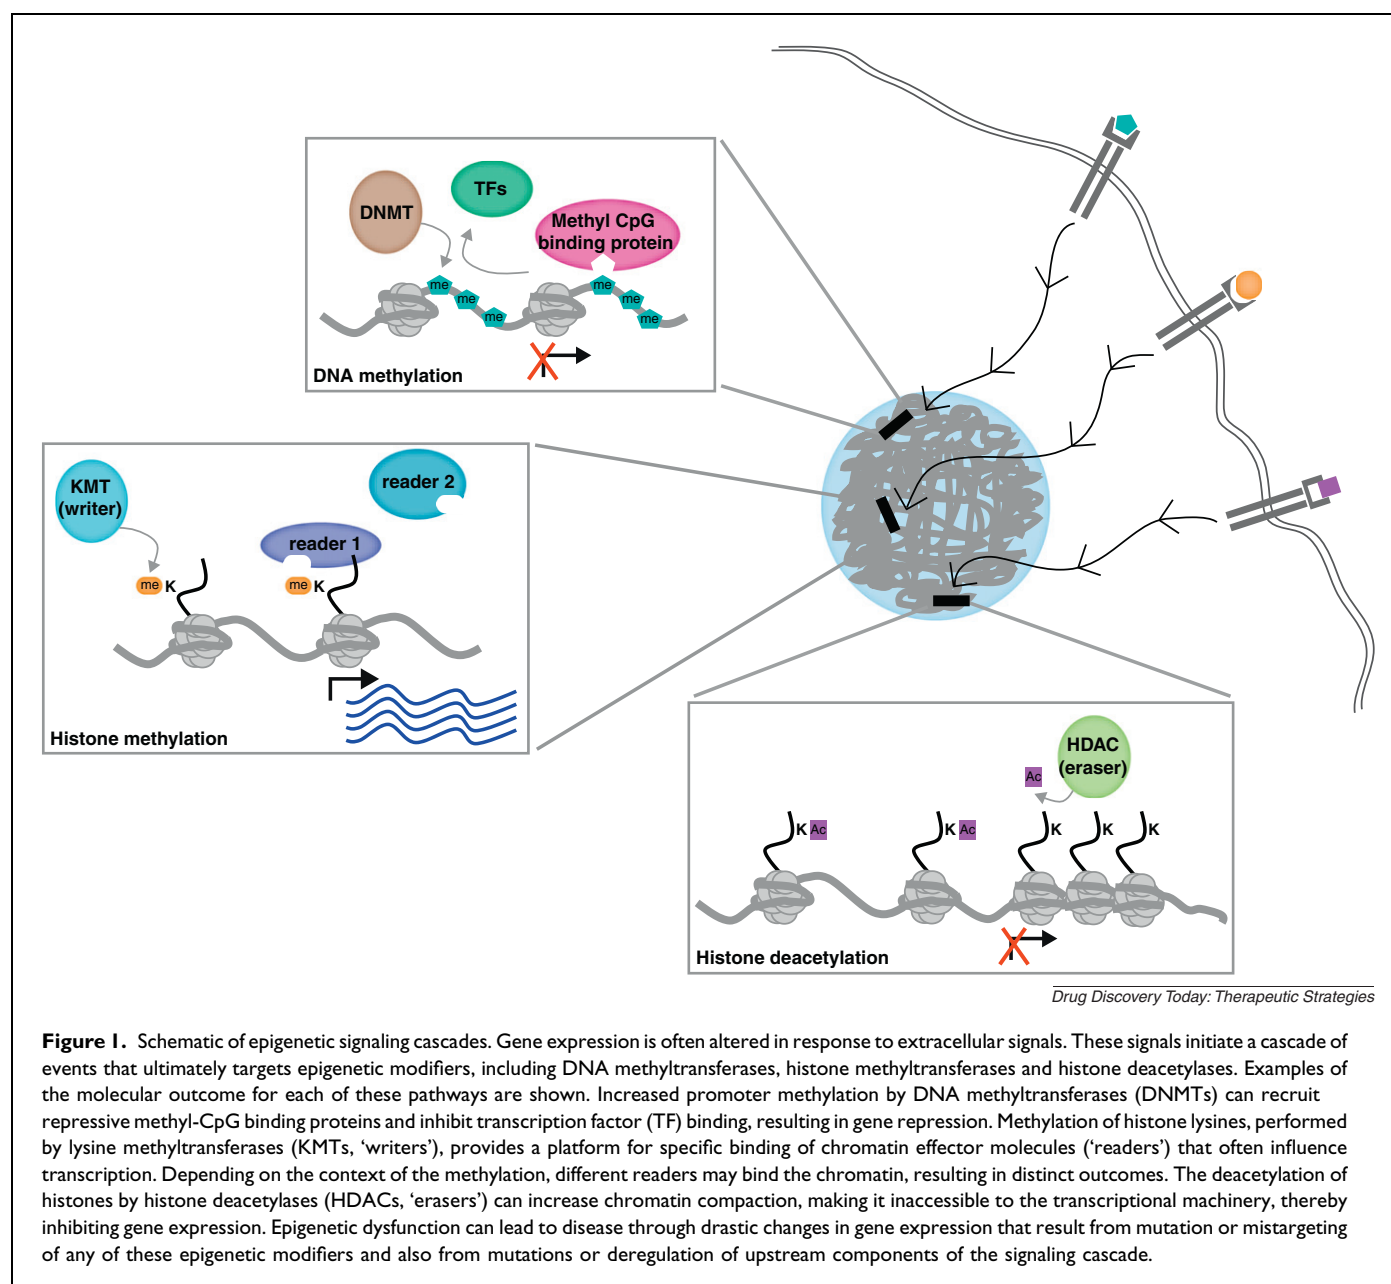 DNMT
TFs
Methyl CpG
binding protein
me
me
me
me
me
me
DNA methylation
KMT
(writer)
reader 2
reader 1
me K
me K
Histone methylation
HDAC
(eraser)
Ac
K Ac
K Ac
K
K
K
Histone deacetylation
Drug Discovery Today: Therapeutic Strategies
Figure 1. Schematic of epigenetic signaling cascades. Gene expression is often altered in response to extracellular signals. These signals initiate a cascade of
events that ultimately targets epigenetic modifiers, including DNA methyltransferases, histone methyltransferases and histone deacetylases. Examples of
the molecular outcome for each of these pathways are shown. Increased promoter methylation by DNA methyltransferases (DNMTs) can recruit
repressive methyl-CpG binding proteins and inhibit transcription factor (TF) binding, resulting in gene repression. Methylation of histone lysines, performed
by lysine methyltransferases (KMTs, ‘writers’), provides a platform for specific binding of chromatin effector molecules (‘readers’) that often influence
transcription. Depending on the context of the methylation, different readers may bind the chromatin, resulting in distinct outcomes. The deacetylation of
histones by histone deacetylases (HDACs, ‘erasers’) can increase chromatin compaction, making it inaccessible to the transcriptional machinery, thereby
inhibiting gene expression. Epigenetic dysfunction can lead to disease through drastic changes in gene expression that result from mutation or mistargeting
of any of these epigenetic modifiers and also from mutations or deregulation of upstream components of the signaling cascade.